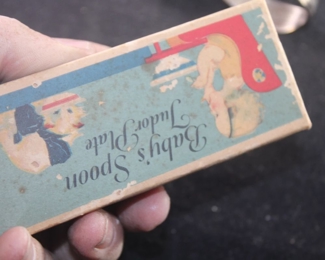 Baby's Spoon
Tudor Plate